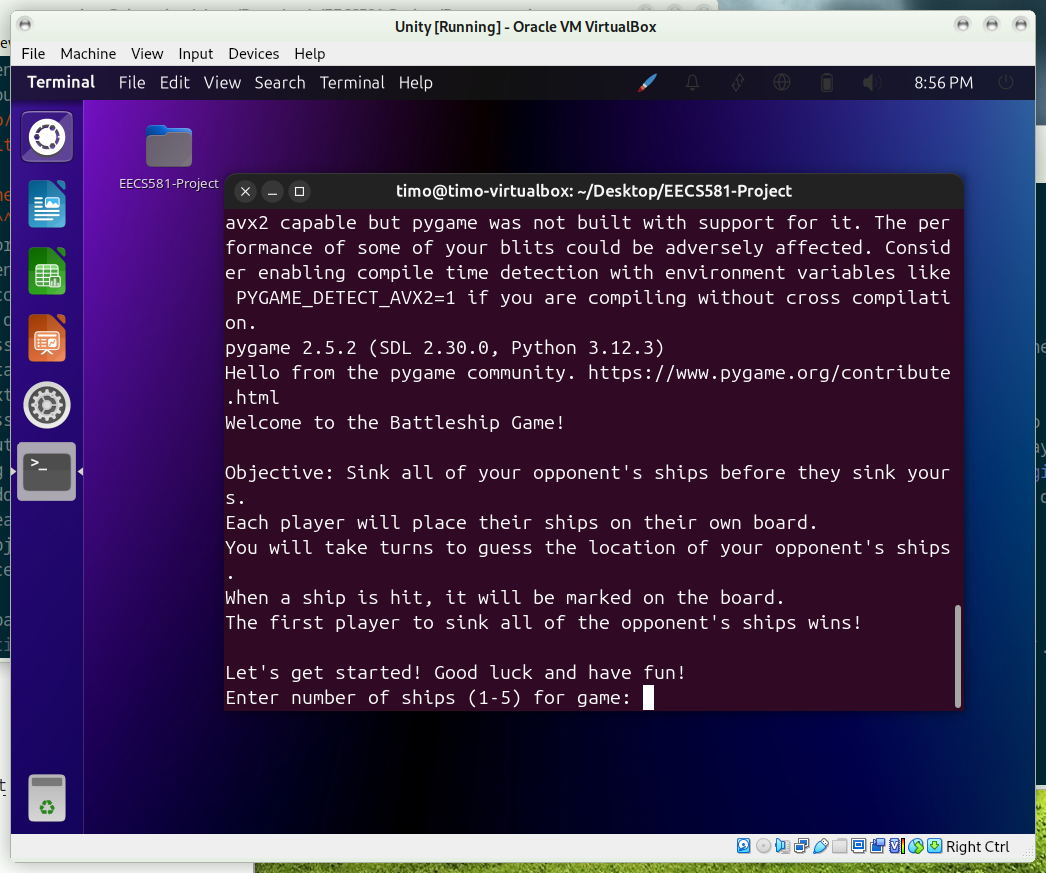 Unity [Running] - Oracle VM VirtualBox
File Machine View Input Devices Help
Terminal File Edit View Search Terminal Help 8:56 PM
EECS581-Project
timo@timo-virtualbox: ~/Desktop/EECS581-Project
avx2 capable but pygame was not built with support for it. The per
formance of some of your blits could be adversely affected. Consid
er enabling compile time detection with environment variables like
 PYGAME_DETECT_AVX2=1 if you are compiling without cross compilati
on.
pygame 2.5.2 (SDL 2.30.0, Python 3.12.3)
Hello from the pygame community. https://www.pygame.org/contribute
.html
Welcome to the Battleship Game!
Objective: Sink all of your opponent's ships before they sink your
s.
Each player will place their ships on their own board.
You will take turns to guess the location of your opponent's ships
.
When a ship is hit, it will be marked on the board.
The first player to sink all of the opponent's ships wins!
Let's get started! Good luck and have fun!
Enter number of ships (1-5) for game:
Right Ctrl